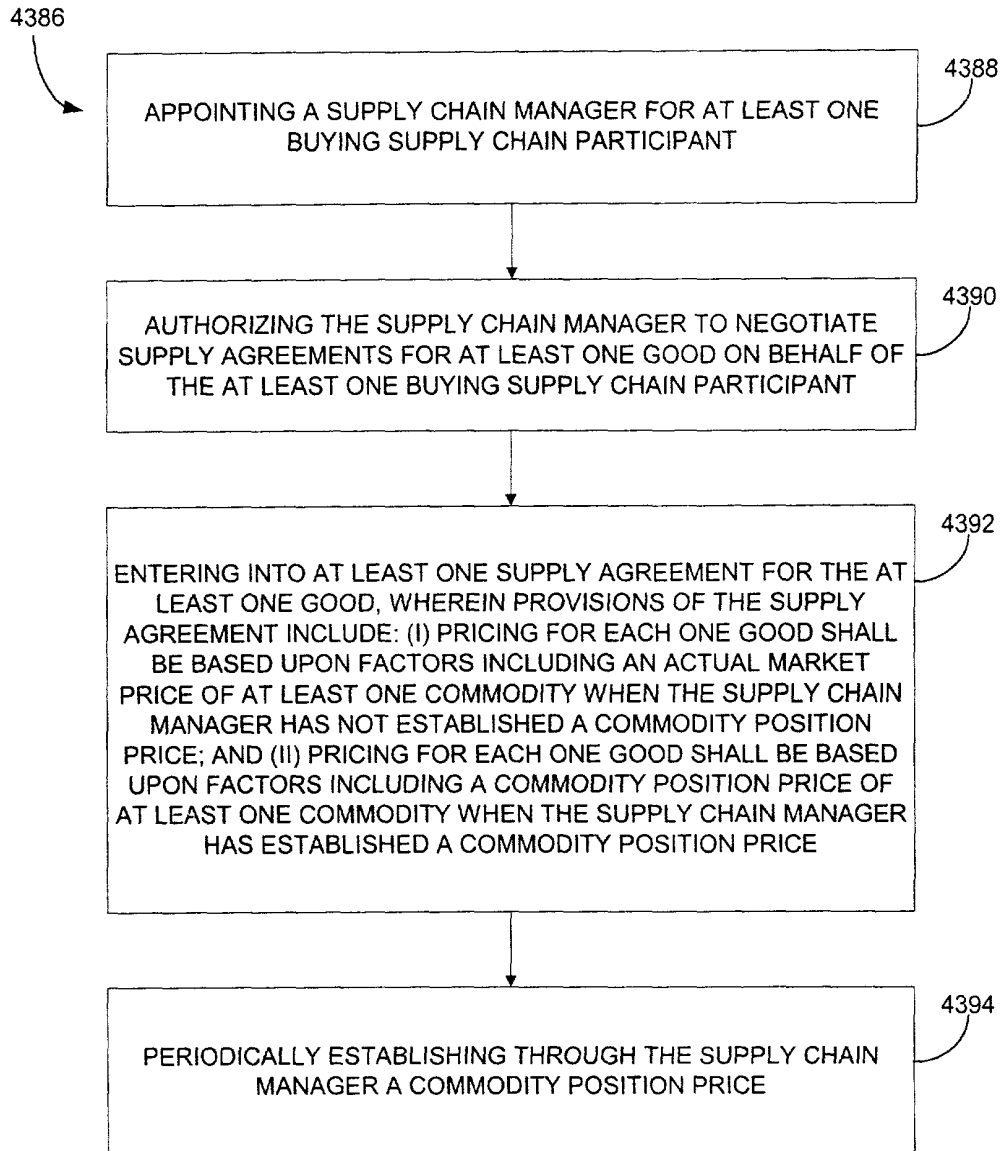 4386
4388
APPOINTING A SUPPLY CHAIN MANAGER FOR AT LEAST ONE
BUYING SUPPLY CHAIN PARTICIPANT
4390
AUTHORIZING THE SUPPLY CHAIN MANAGER TO NEGOTIATE
SUPPLY AGREEMENTS FOR AT LEAST ONE GOOD ON BEHALF OF
THE AT LEAST ONE BUYING SUPPLY CHAIN PARTICIPANT
4392
ENTERING INTO AT LEAST ONE SUPPLY AGREEMENT FOR THE AT
LEAST ONE GOOD, WHEREIN PROVISIONS OF THE SUPPLY
AGREEMENT INCLUDE: (I) PRICING FOR EACH ONE GOOD SHALL
BE BASED UPON FACTORS INCLUDING AN ACTUAL MARKET
PRICE OF AT LEAST ONE COMMODITY WHEN THE SUPPLY CHAIN
MANAGER HAS NOT ESTABLISHED A COMMODITY POSITION
PRICE; AND (II) PRICING FOR EACH ONE GOOD SHALL BE BASED
UPON FACTORS INCLUDING A COMMODITY POSITION PRICE OF
AT LEAST ONE COMMODITY WHEN THE SUPPLY CHAIN MANAGER
HAS ESTABLISHED A COMMODITY POSITION PRICE
4394
PERIODICALLY ESTABLISHING THROUGH THE SUPPLY CHAIN
MANAGER A COMMODITY POSITION PRICE